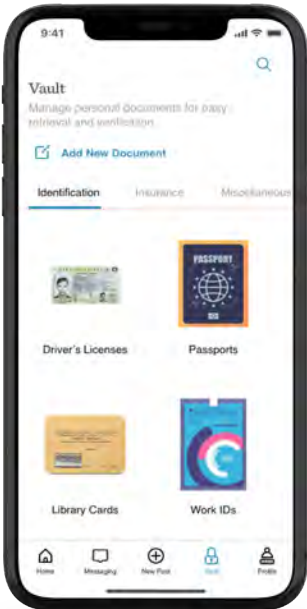 9:41
Vault
Manage personal documents for easy
retrieval and verification.
Add New Document
Identification Insurance Miscellaneous
PASSPORT
Driver's Licenses Passports
Library Cards Work IDs
Home Messaging New Post Vault Profile